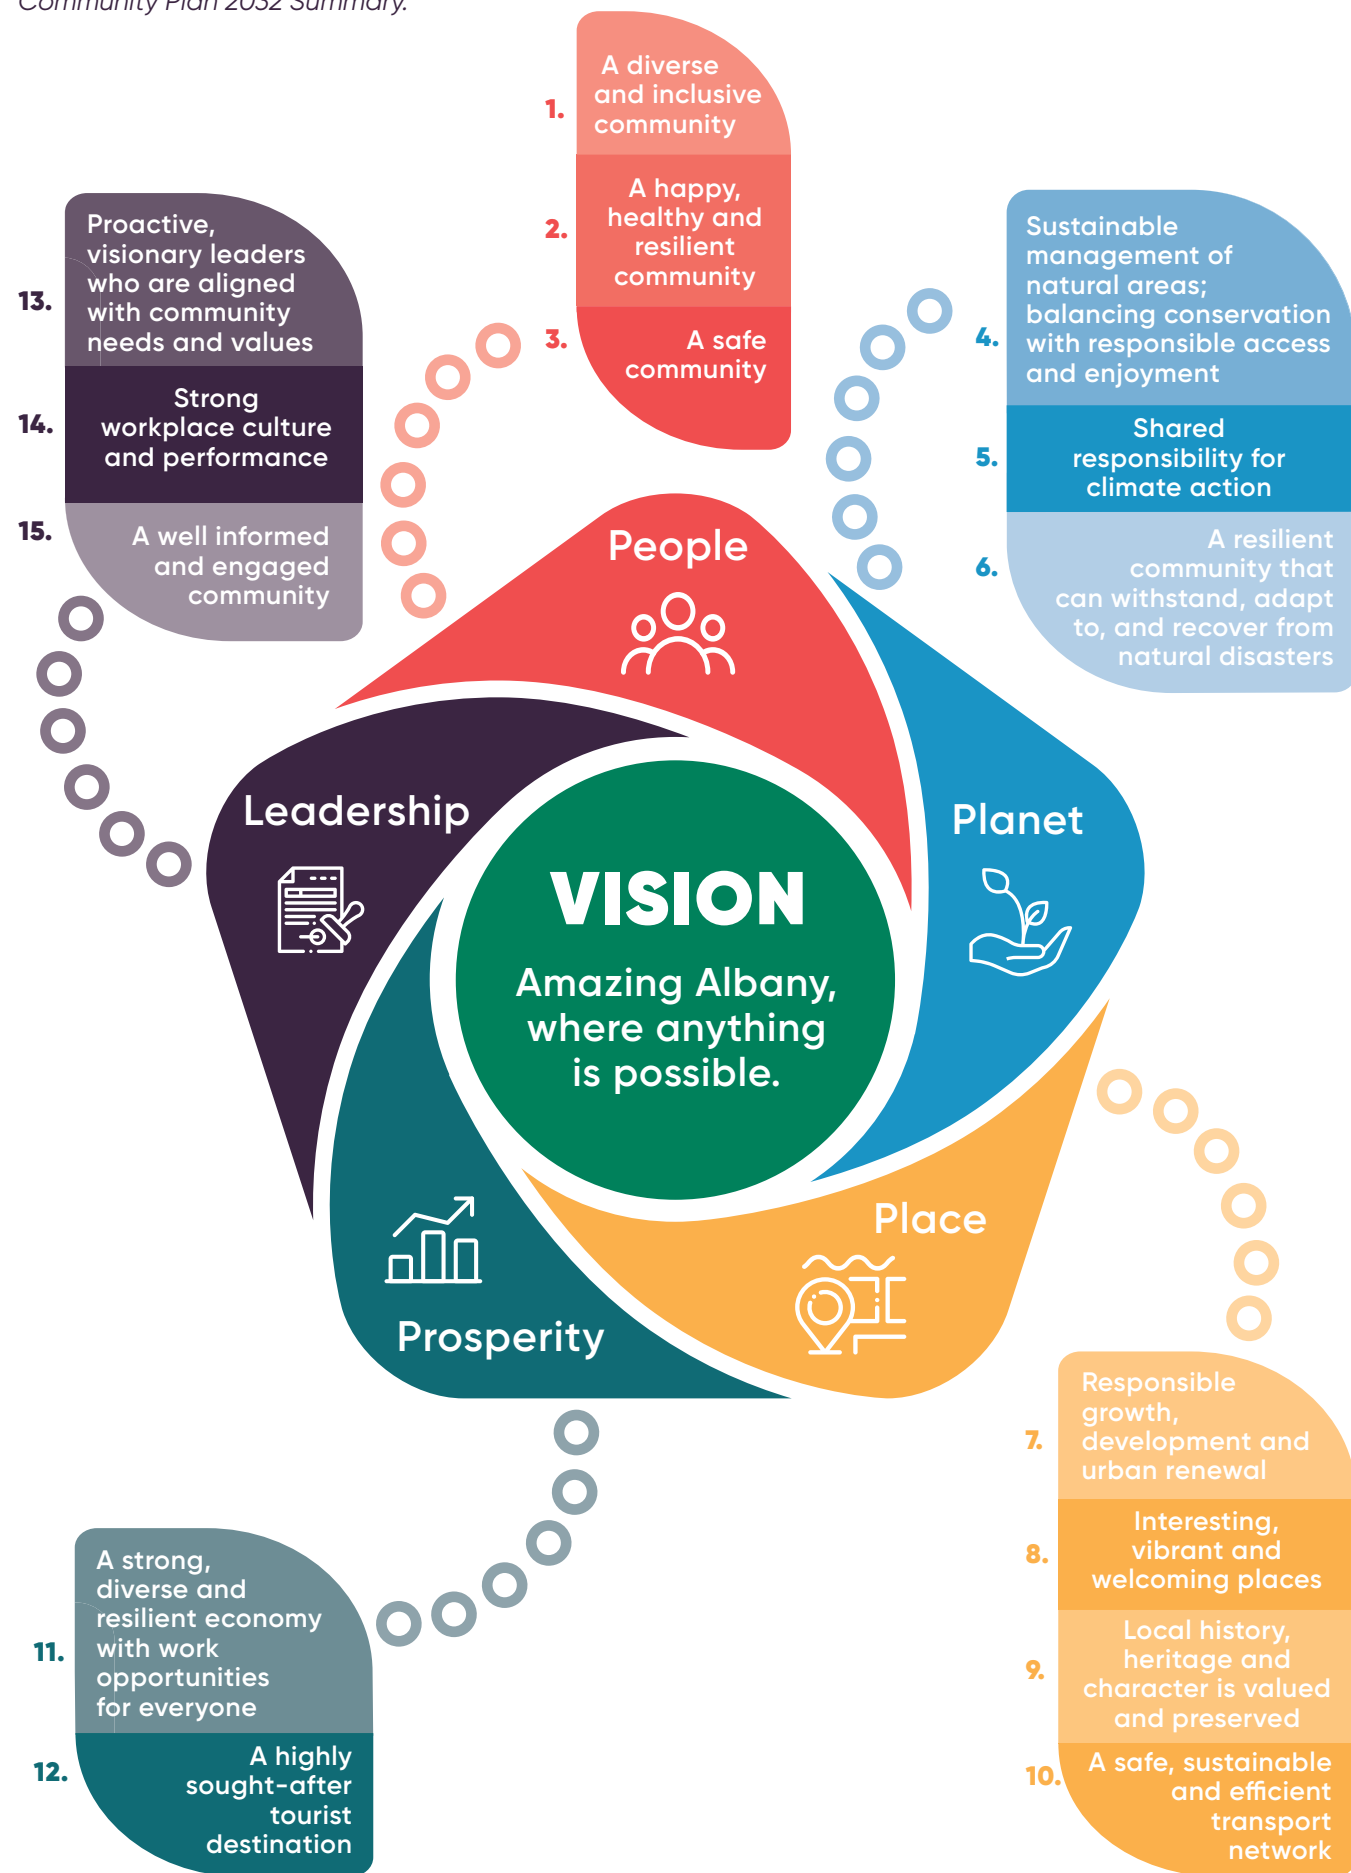 Community Plan 2032 Summary.
1.
A diverse
and inclusive
community
2.
A happy,
healthy and
resilient
community
3.
A safe
community
4.
Sustainable
management of
natural areas;
balancing conservation
with responsible access
and enjoyment
5.
Shared
responsibility for
climate action
6.
A resilient
community that
can withstand, adapt
to, and recover from
natural disasters
13.
Proactive,
visionary leaders
who are aligned
with community
needs and values
14.
Strong
workplace culture
and performance
15.
A well informed
and engaged
community
People
Leadership
Planet
VISION
Amazing Albany,
where anything
is possible.
Place
Prosperity
7.
Responsible
growth,
development and
urban renewal
8.
Interesting,
vibrant and
welcoming places
9.
Local history,
heritage and
character is valued
and preserved
10.
A safe, sustainable
and efficient
transport
network
11.
A strong,
diverse and
resilient economy
with work
opportunities
for everyone
12.
A highly
sought-after
tourist
destination